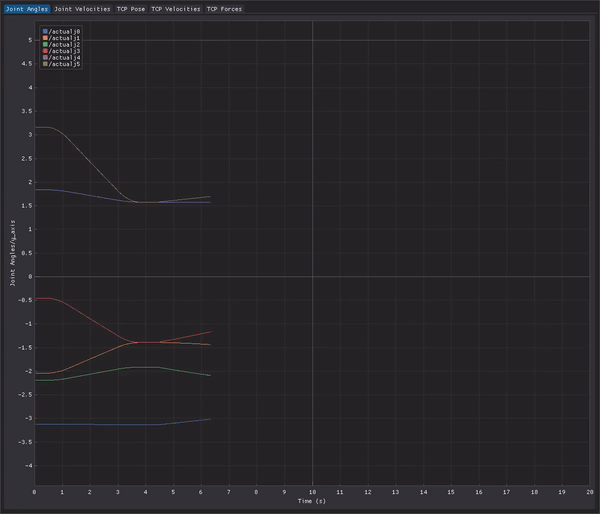 Joint Angles Joint Velocities TCP Pose TCP Velocities TCP Forces
/actualj0
/actualj1
/actualj2
/actualj3
/actualj4
/actualj5
5
4.5
4
3.5
3
2.5
2
1.5
1
0.5
0
-0.5
-1
-1.5
-2
-2.5
-3
-3.5
-4
Joint Angles/y_axis
0 1 2 3 4 5 6 7 8 9 10 11 12 13 14 15 16 17 18 19 20
Time (s)